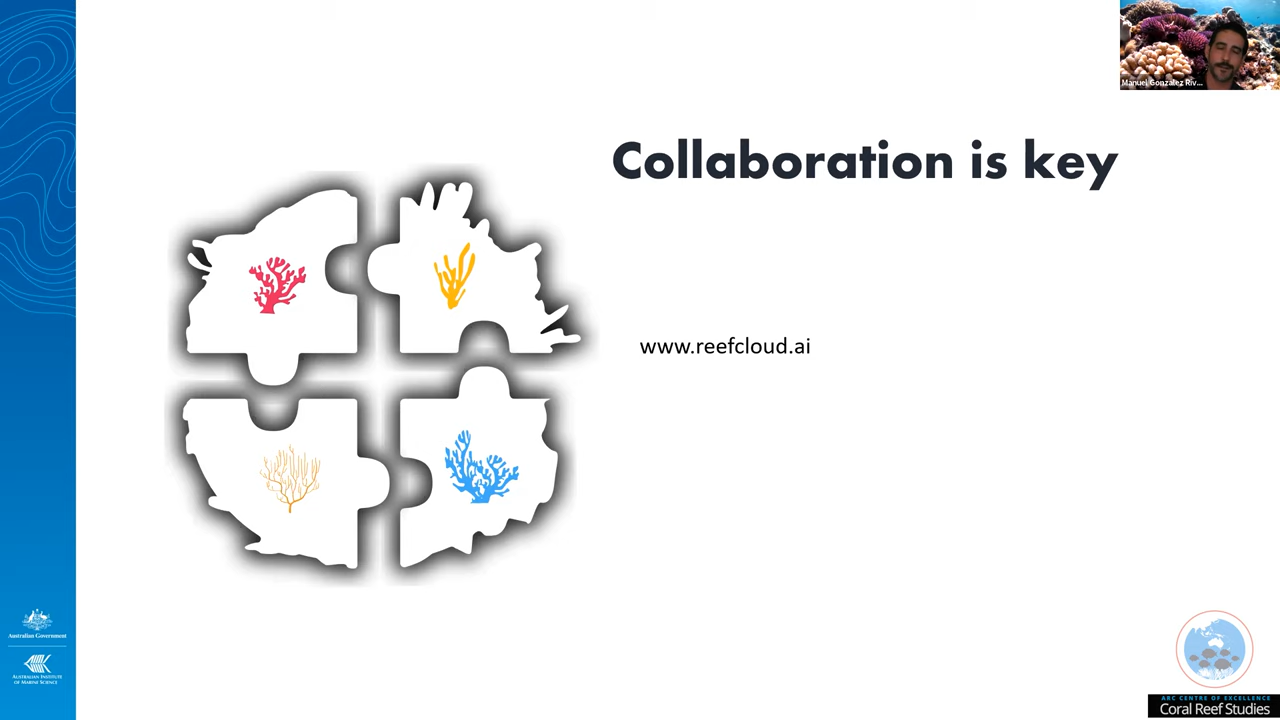 Manuel Gonzalez Riv...
Collaboration is key
www.reefcloud.ai
Australian Government
AUSTRALIAN INSTITUTE
OF MARINE SCIENCE
ARC CENTRE OF EXCELLENCE
Coral Reef Studies